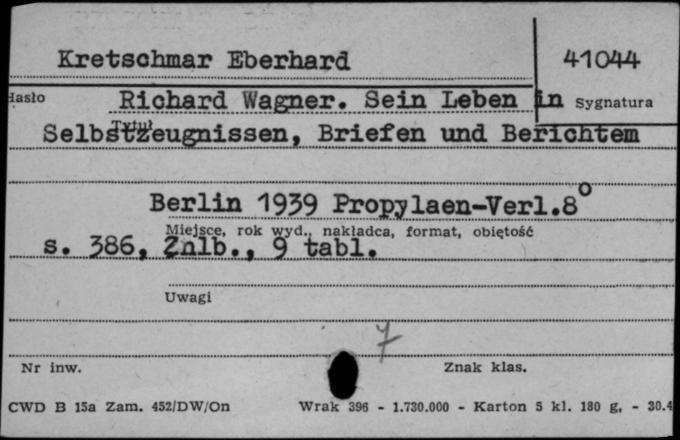 Kretschmar Eberhard
41044
Hasło
Richard Wagner. Sein Leben in
Sygnatura
Tytuł
Selbstzeugnissen, Briefen und Berichtem
Berlin 1939 Propylaen-Verl.8°
Miejsce, rok wyd., nakładca, format, objętość
s. 386, Znlb., 9 tabl.
Uwagi
7
Nr inw.
Znak klas.
CWD B 15a Zam. 452/DW/On
Wrak 396 - 1.730.000 - Karton 5 kl. 180 g, - 30.4